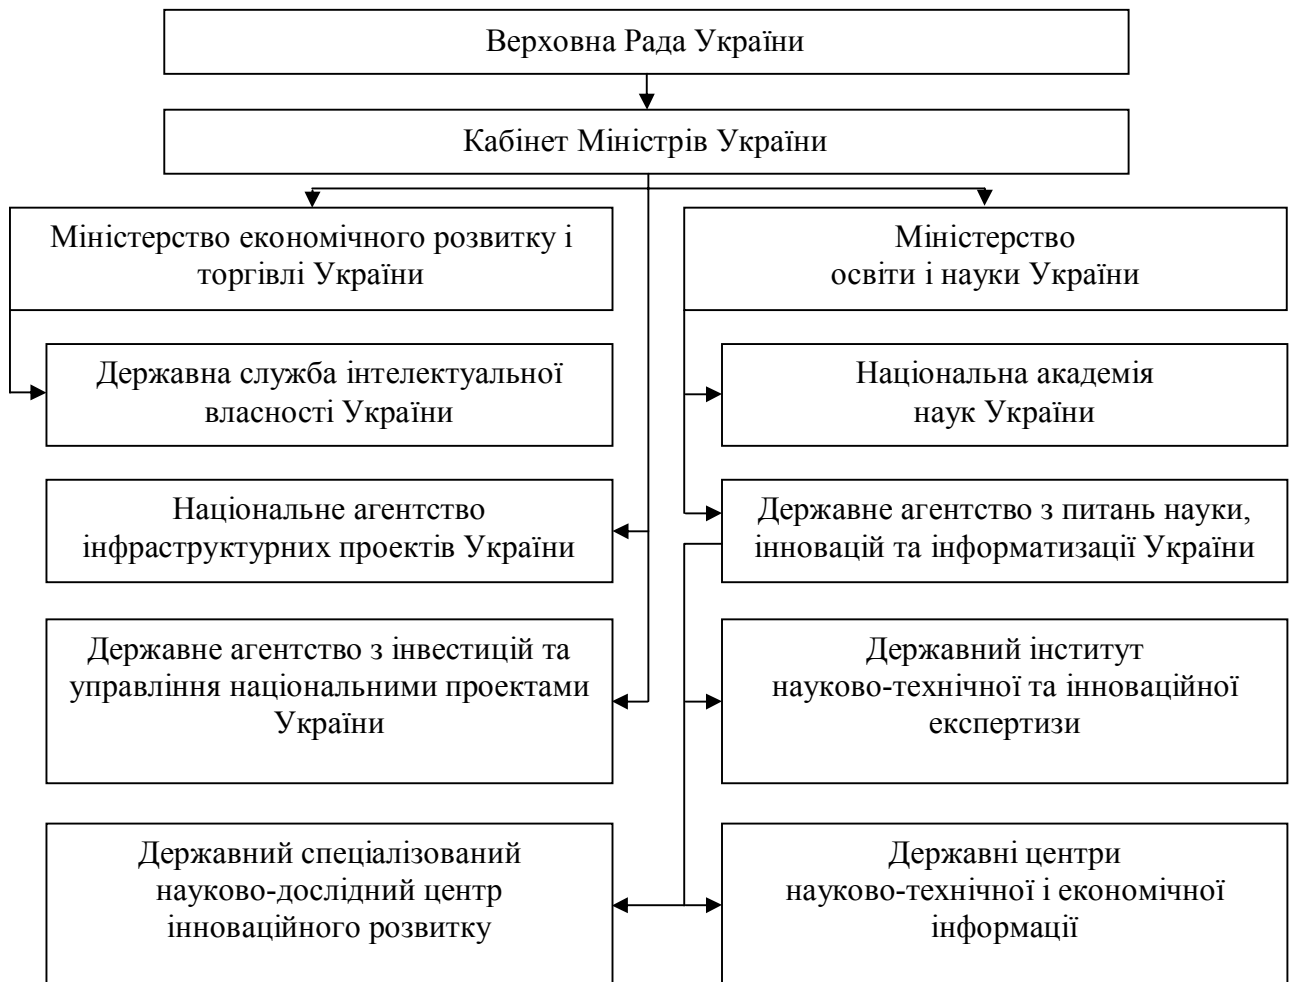 Верховна Рада України
Кабінет Міністрів України
Міністерство економічного розвитку і
торгівлі України
Міністерство
освіти і науки України
Державна служба інтелектуальної
власності України
Національна академія
наук України
Національне агентство
інфраструктурних проектів України
Державне агентство з питань науки,
інновацій та інформатизації України
Державне агентство з інвестицій та
управління національними проектами
України
Державний інститут
науково-технічної та інноваційної
експертизи
Державний спеціалізований
науково-дослідний центр
інноваційного розвитку
Державні центри
науково-технічної і економічної
інформації